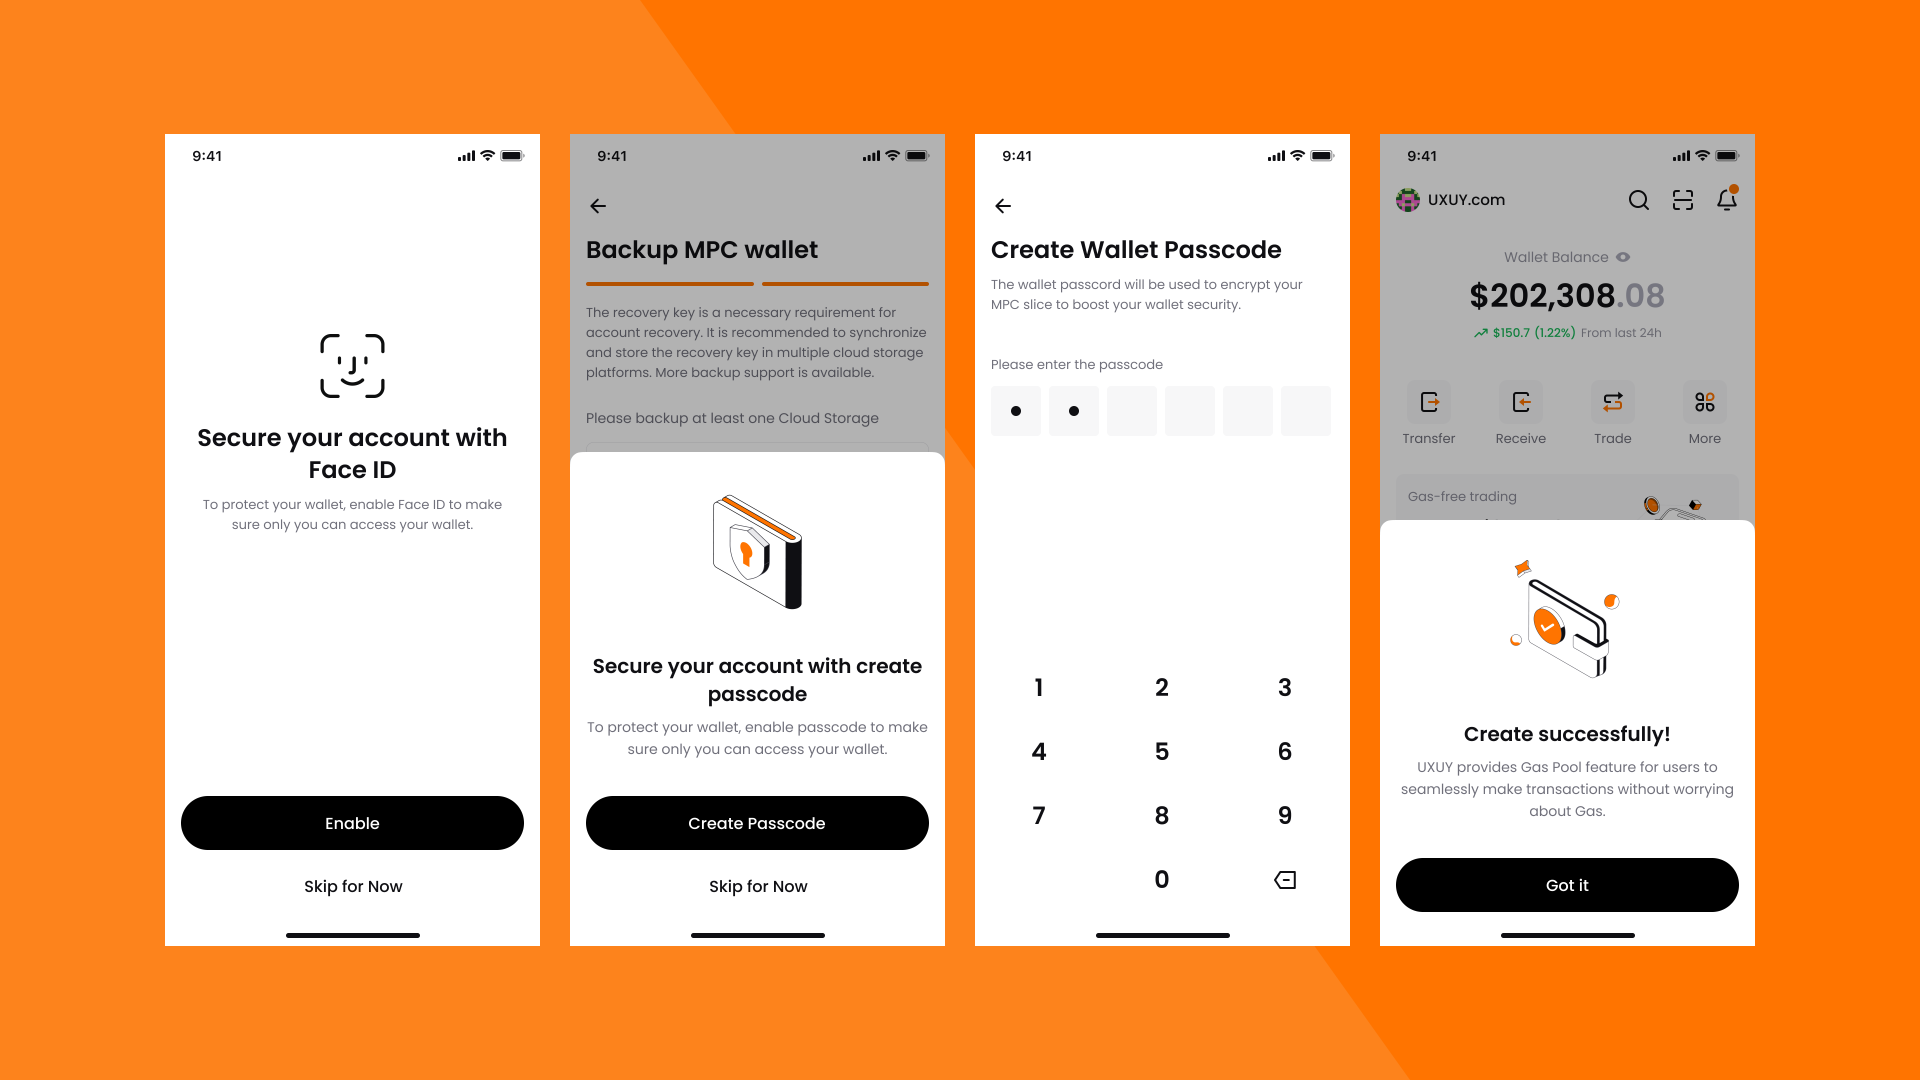 9:41
Secure your account with
Face ID
To protect your wallet, enable Face ID to make
sure only you can access your wallet.
Enable
Skip for Now
9:41
Backup MPC wallet
The recovery key is a necessary requirement for
account recovery. It is recommended to synchronize
and store the recovery key in multiple cloud storage
platforms. More backup support is available.
Please backup at least one Cloud Storage
Secure your account with create
passcode
To protect your wallet, enable passcode to make
sure only you can access your wallet.
Create Passcode
Skip for Now
9:41
Create Wallet Passcode
The wallet passcord will be used to encrypt your
MPC slice to boost your wallet security.
Please enter the passcode
1 2 3
4 5 6
7 8 9
0
9:41
UXUY.com
Wallet Balance
$202,308.08
$150.7 (1.22%) From last 24h
Transfer Receive Trade More
Gas-free trading
Create successfully!
UXUY provides Gas Pool feature for users to
seamlessly make transactions without worrying
about Gas.
Got it